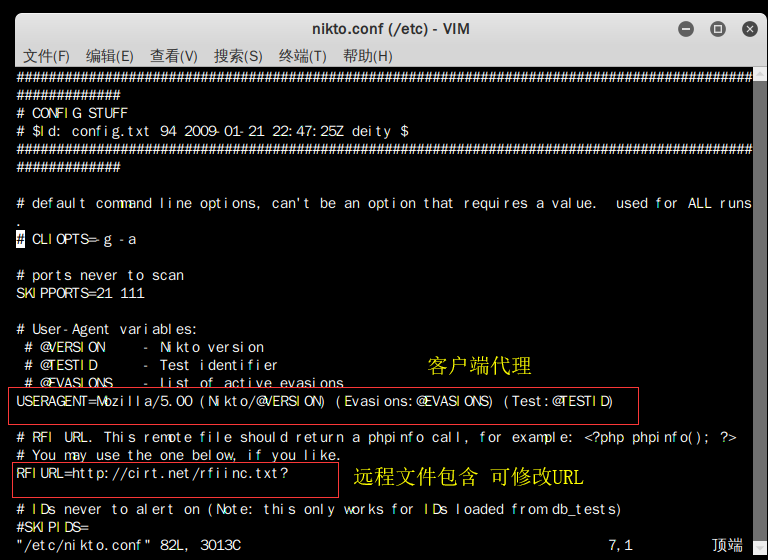 nikto.conf (/etc) - VIM
文件(F) 编辑(E) 查看(V) 搜索(S) 终端(T) 帮助(H)
################################################################################
#############
# CONFIG STUFF
# $Id: config.txt 94 2009-01-21 22:47:25Z deity $
################################################################################
#############
# default command line options, can't be an option that requires a value.  used for ALL runs
.
# CLIOPTS=-g -a
# ports never to scan
SKIPPORTS=21 111
# User-Agent variables:
# @VERSION     - Nikto version
# @TESTID      - Test identifier
客户端代理
# @EVASIONS    - List of active evasions
USERAGENT=Mozilla/5.00 (Nikto/@VERSION) (Evasions:@EVASIONS) (Test:@TESTID)
# RFI URL. This remote file should return a phpinfo call, for example: <?php phpinfo(); ?>
# You may use the one below, if you like.
RFIURL=http://cirt.net/rfiinc.txt?
远程文件包含 可修改URL
# IDs never to alert on (Note: this only works for IDs loaded from db_tests)
#SKIPIDS=
"/etc/nikto.conf" 82L, 3013C 7,1 顶端